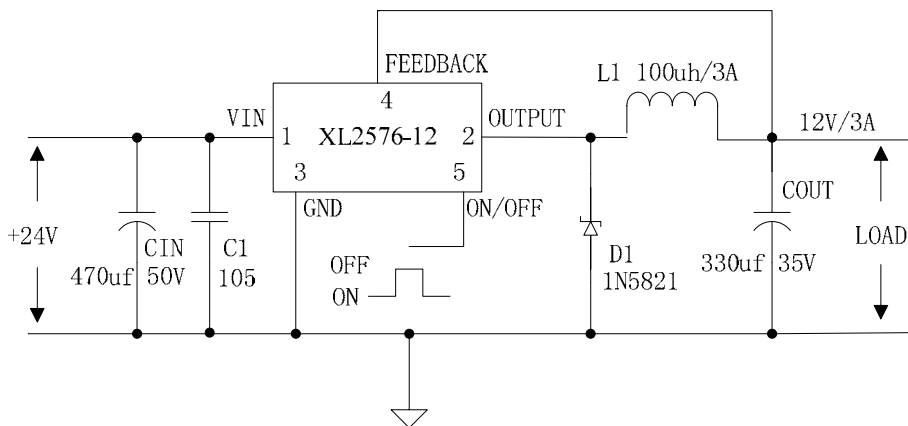 FEEDBACK
L1 100uh/3A
4
VIN
1
XL2576-12
2
OUTPUT
12V/3A
3
5
GND
ON/OFF
COUT
+24V
CIN
C1
OFF
D1
LOAD
470uf 50V
105
ON
1N5821
330uf 35V